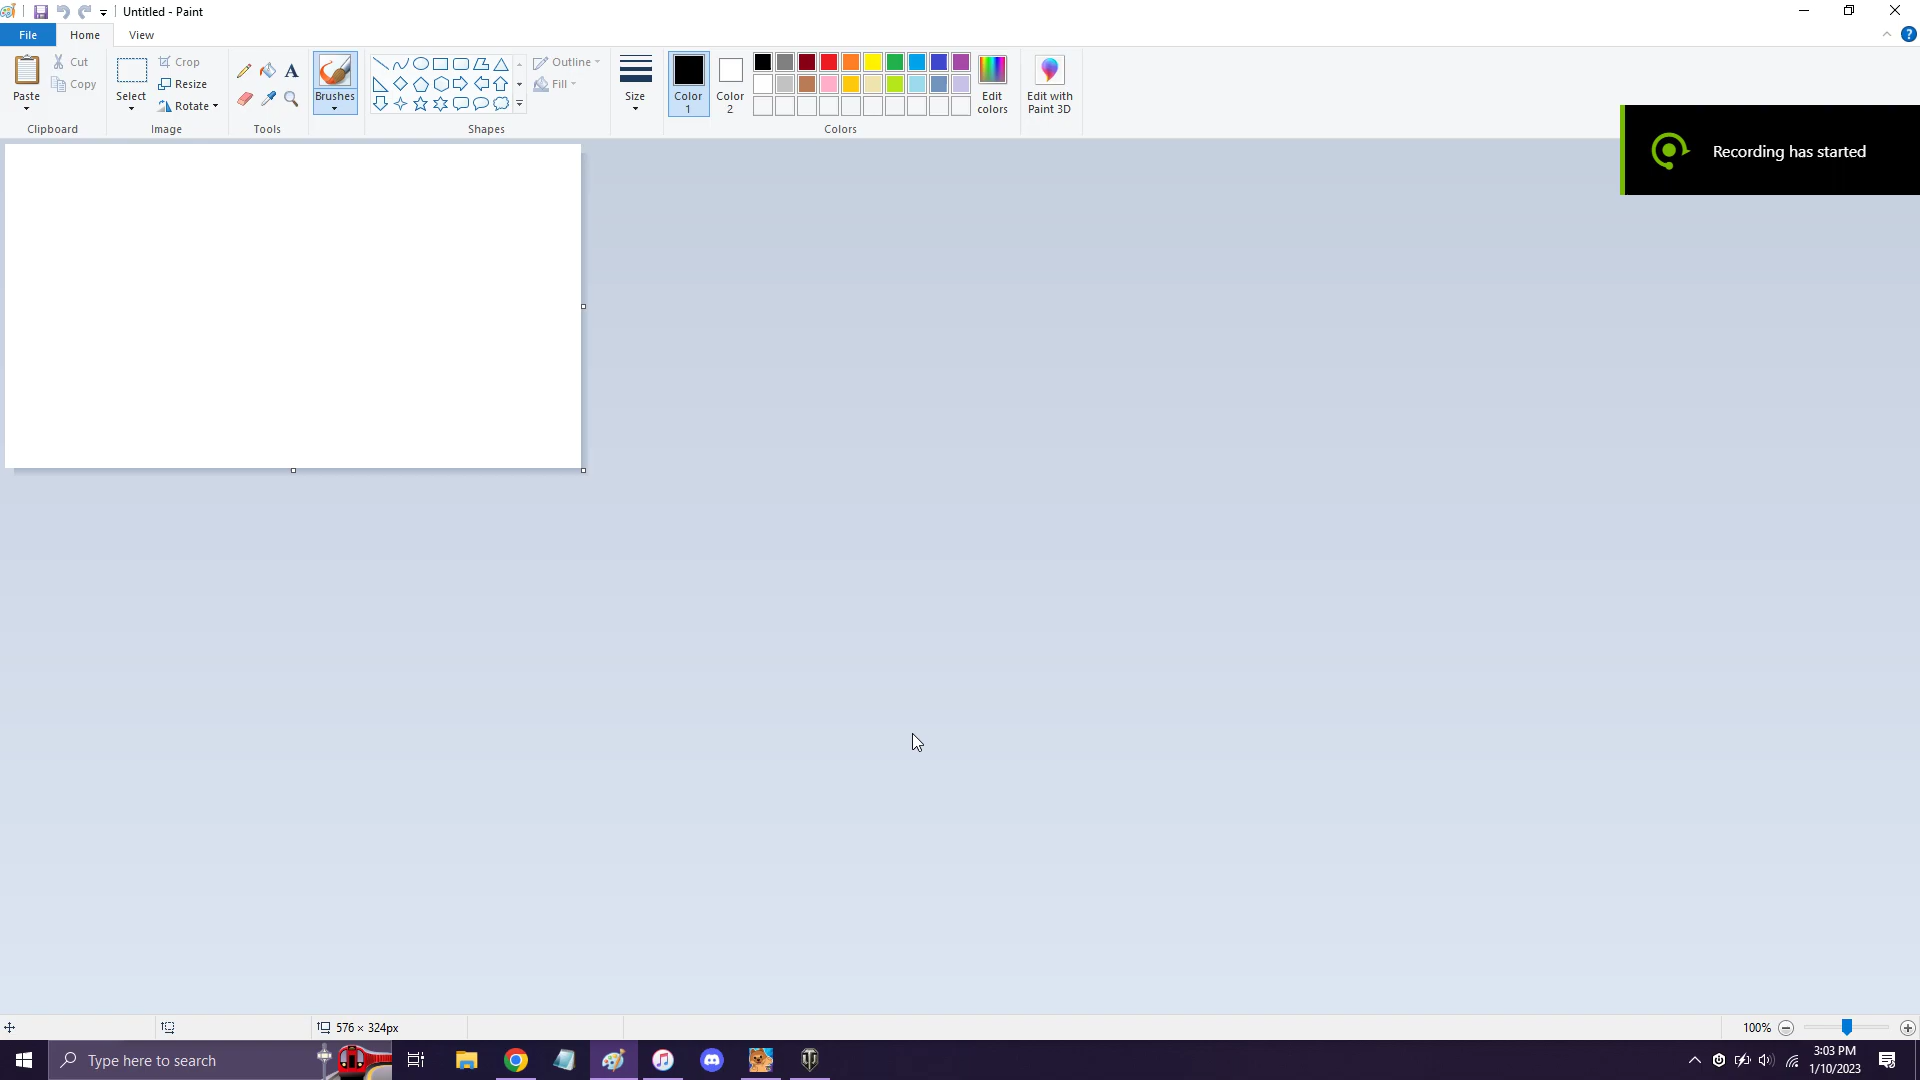 Untitled - Paint
File Home View
Paste
Cut
Copy
Clipboard
Select
Crop
Resize
Rotate
Image
Tools
Brushes
Outline
Fill
Shapes
Size
Color
1
Color
2
Edit
colors
Colors
Edit with
Paint 3D
Recording has started
576 × 324px
100%
Type here to search
3:03 PM
1/10/2023